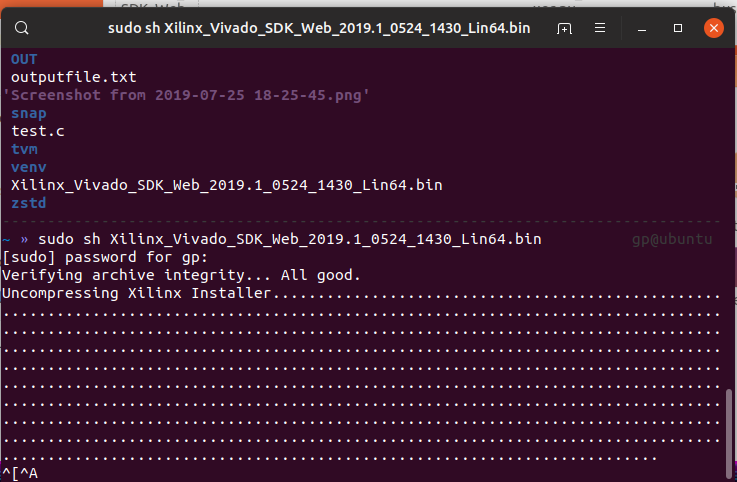 sudo sh Xilinx_Vivado_SDK_Web_2019.1_0524_1430_Lin64.bin
OUT
outputfile.txt
'Screenshot from 2019-07-25 18-25-45.png'
snap
test.c
tvm
venv
Xilinx_Vivado_SDK_Web_2019.1_0524_1430_Lin64.bin
zstd
--------------------------------------------------------------------------------
~ » sudo sh Xilinx_Vivado_SDK_Web_2019.1_0524_1430_Lin64.bin gp@ubuntu
[sudo] password for gp:
Verifying archive integrity... All good.
Uncompressing Xilinx Installer..................................................
................................................................................
................................................................................
................................................................................
................................................................................
................................................................................
................................................................................
................................................................................
................................................................................
.........................................................................
^[^A